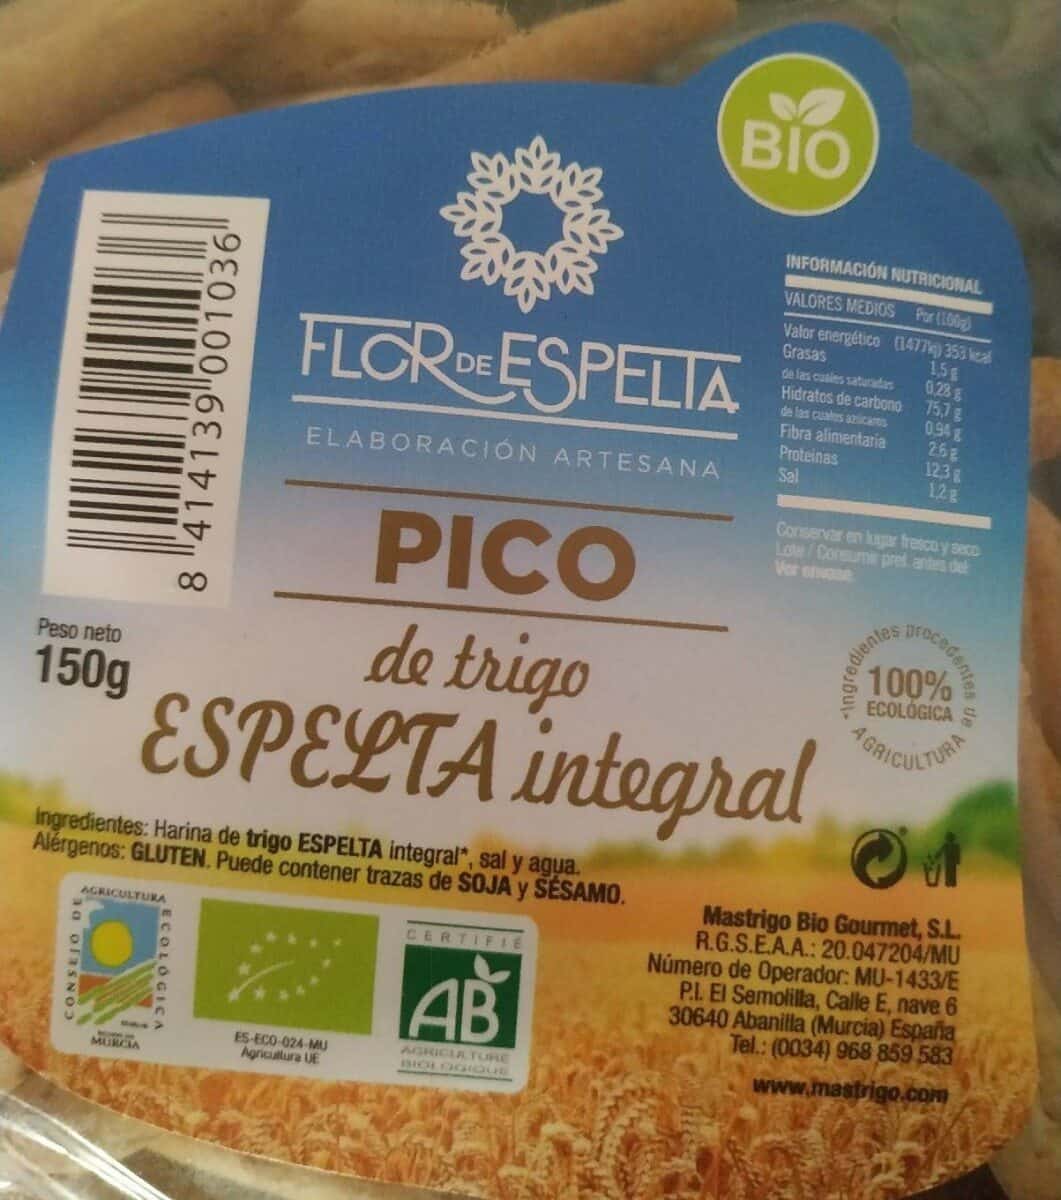 BIO
FLOR DE ESPELTA
ELABORACIÓN ARTESANA
PICO
de trigo
ESPELTA integral
8 414139 001036
Peso neto
150g
INFORMACIÓN NUTRICIONAL
VALORES MEDIOS Por (100g)
Valor energético (1477kj) 353 kcal
Grasas 1,5 g
de las cuales saturadas 0,28 g
Hidratos de carbono 75,7 g
de las cuales azúcares 0,94 g
Fibra alimentaria 2,6 g
Proteínas 12,3 g
Sal 1,2 g
Conservar en lugar fresco y seco
Lote / Consumir pref. antes del:
Ver envase
*Ingredientes procedentes de
100%
ECOLÓGICA
AGRICULTURA
Ingredientes: Harina de trigo ESPELTA integral*, sal y agua.
Alérgenos: GLUTEN. Puede contener trazas de SOJA y SÉSAMO.
CONSEJO DE AGRICULTURA ECOLÓGICA
MURCIA
ES-ECO-024-MU
Agricultura UE
CERTIFIÉ
AB
AGRICULTURE
BIOLOGIQUE
Mastrigo Bio Gourmet, S.L.
R.G.S.E.A.A.: 20.047204/MU
Número de Operador: MU-1433/E
P.I. El Semolilla, Calle E, nave 6
30640 Abanilla (Murcia) España
Tel.: (0034) 968 859 583
www.mastrigo.com